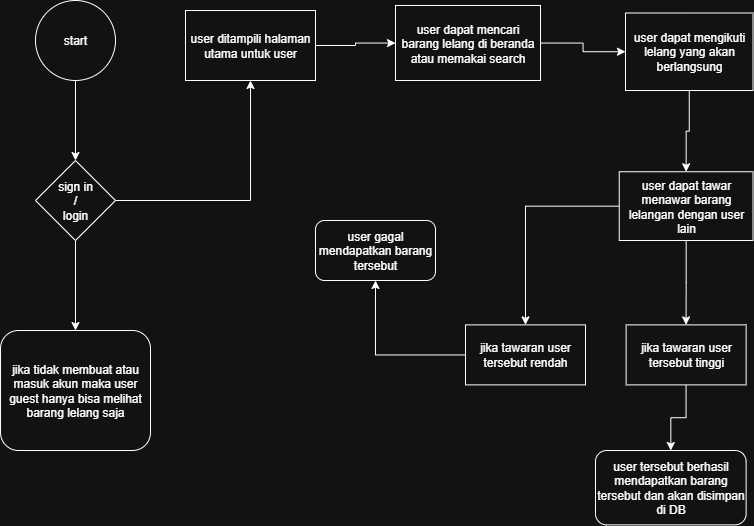 start
user ditampili halaman
utama untuk user
user dapat mencari
barang lelang di beranda
atau memakai search
user dapat mengikuti
lelang yang akan
berlangsung
sign in
/
login
user dapat tawar
menawar barang
lelangan dengan user
lain
user gagal
mendapatkan barang
tersebut
jika tawaran user
tersebut rendah
jika tawaran user
tersebut tinggi
jika tidak membuat atau
masuk akun maka user
guest hanya bisa melihat
barang lelang saja
user tersebut berhasil
mendapatkan barang
tersebut dan akan disimpan
di DB